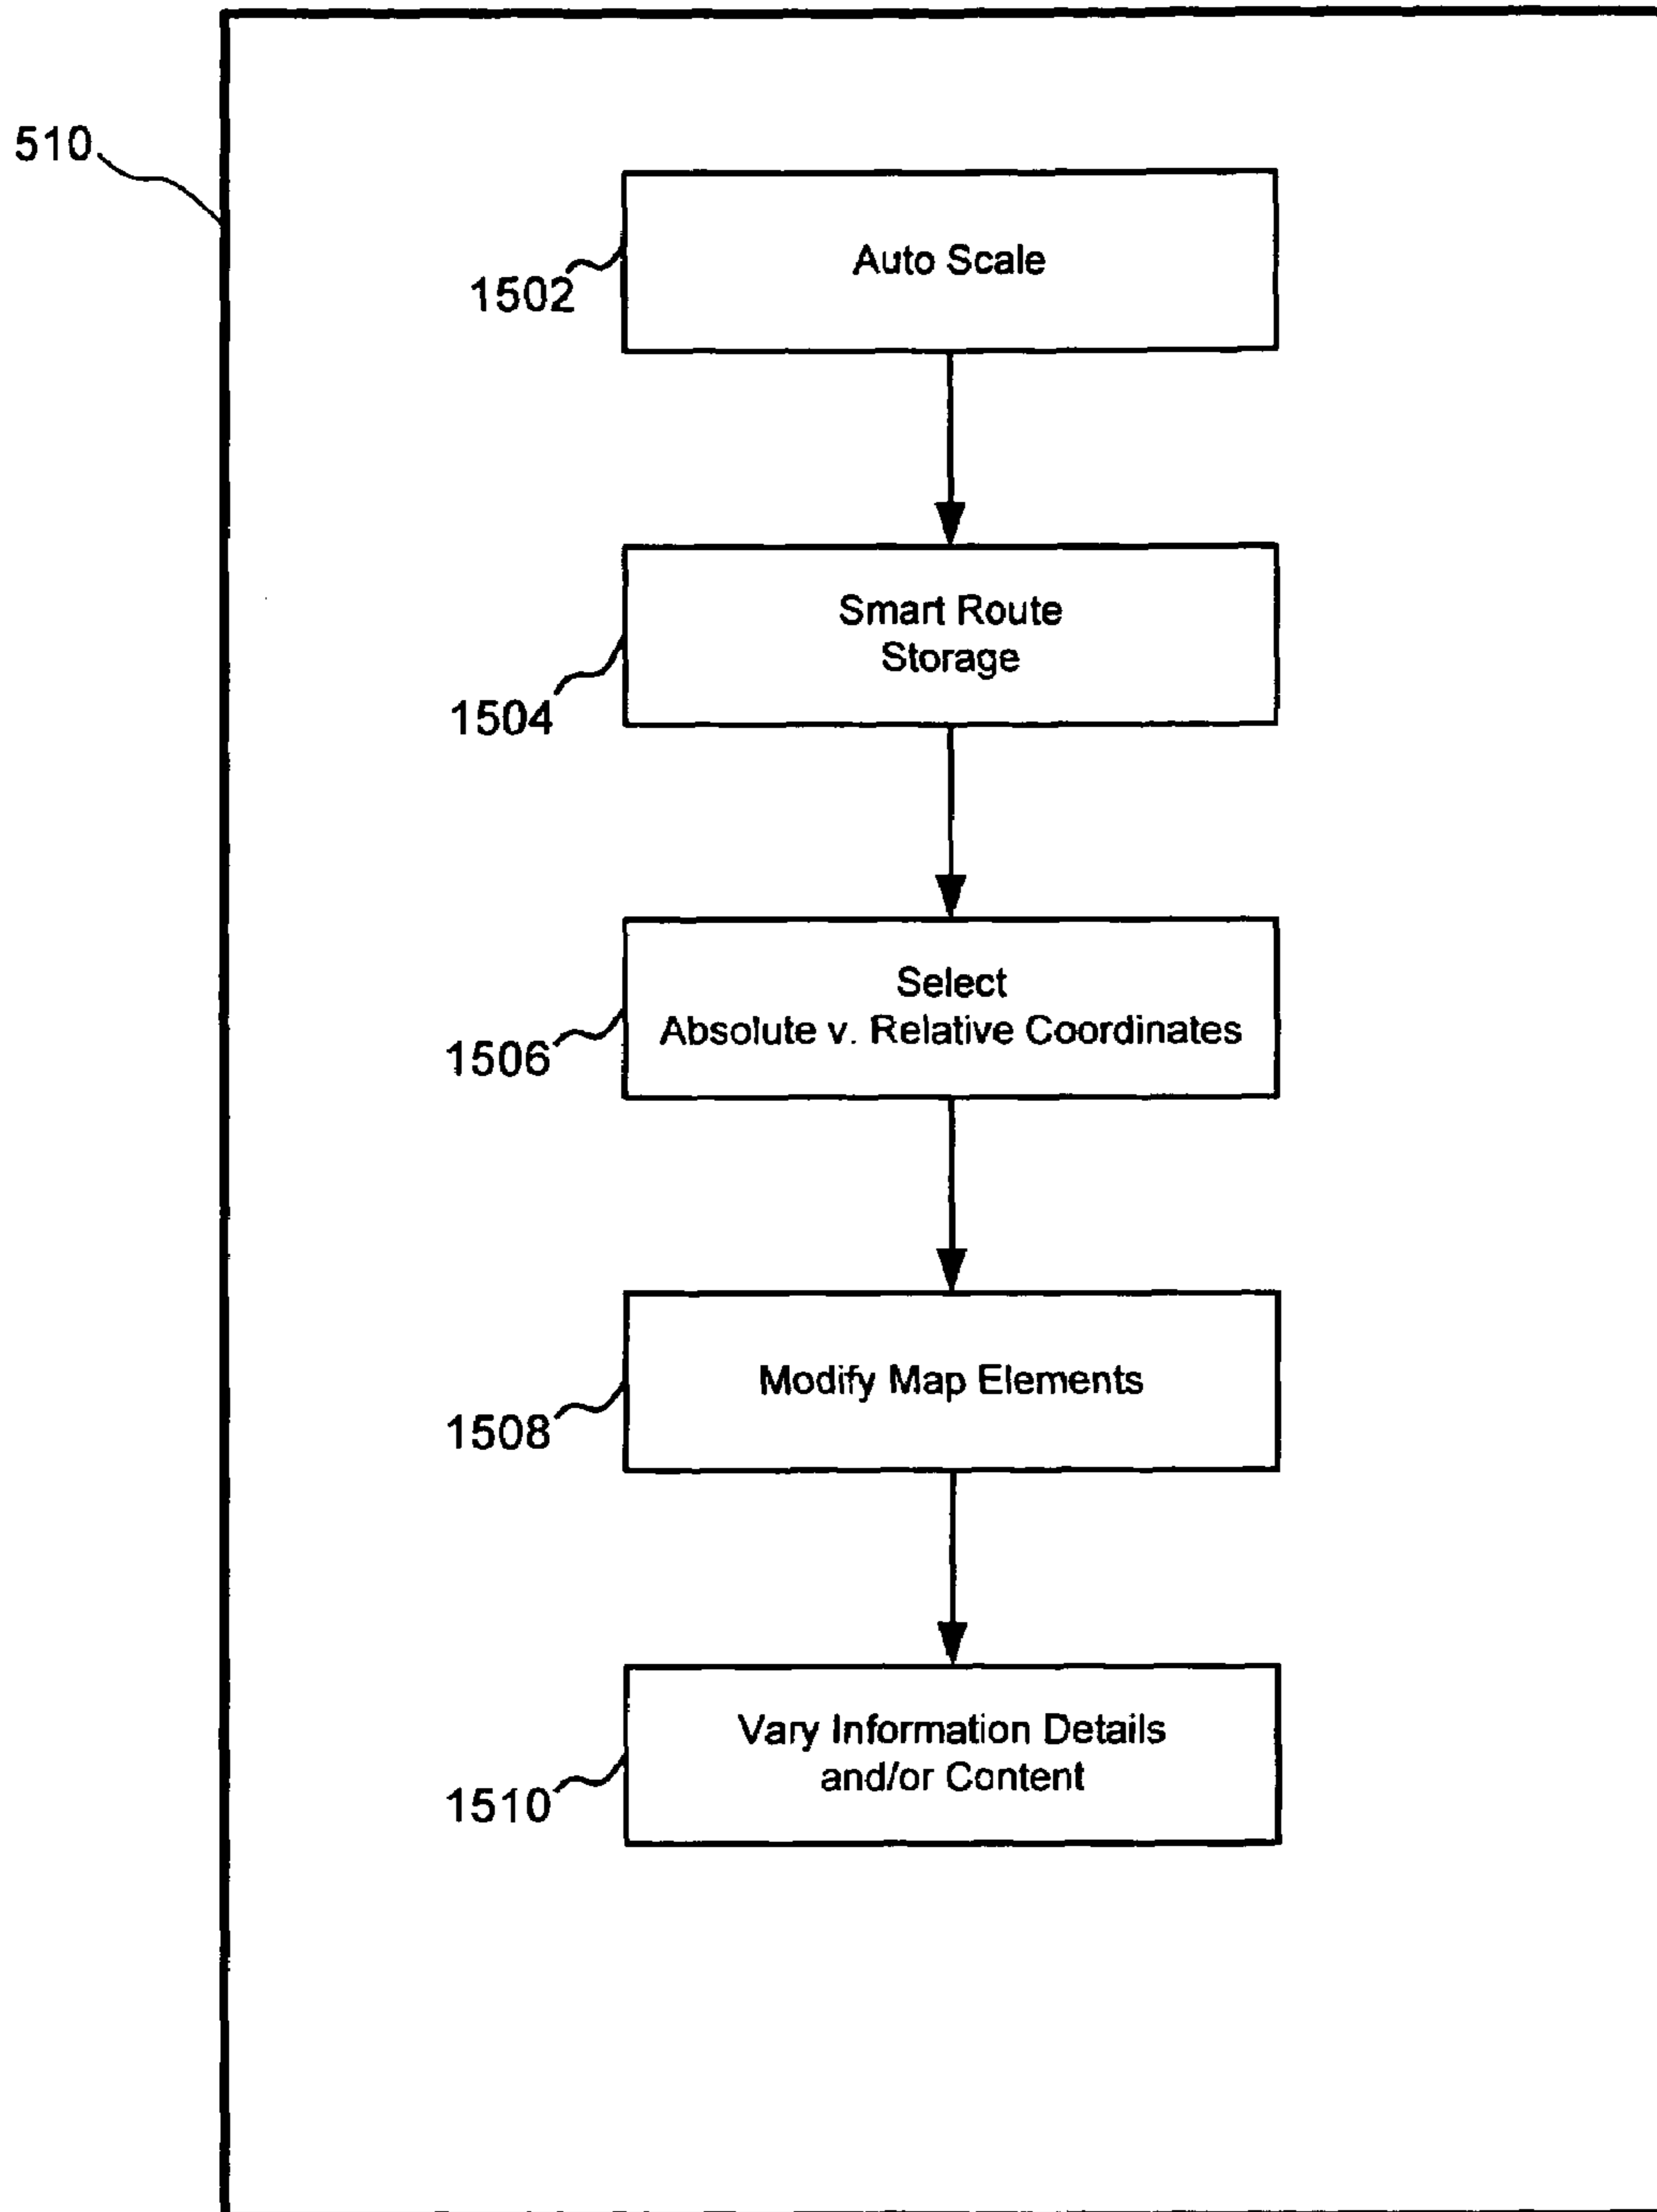 510
Auto Scale
1502
Smart Route
Storage
1504
Select
Absolute v. Relative Coordinates
1506
Modify Map Elements
1508
Vary Information Details
and/or Content
1510